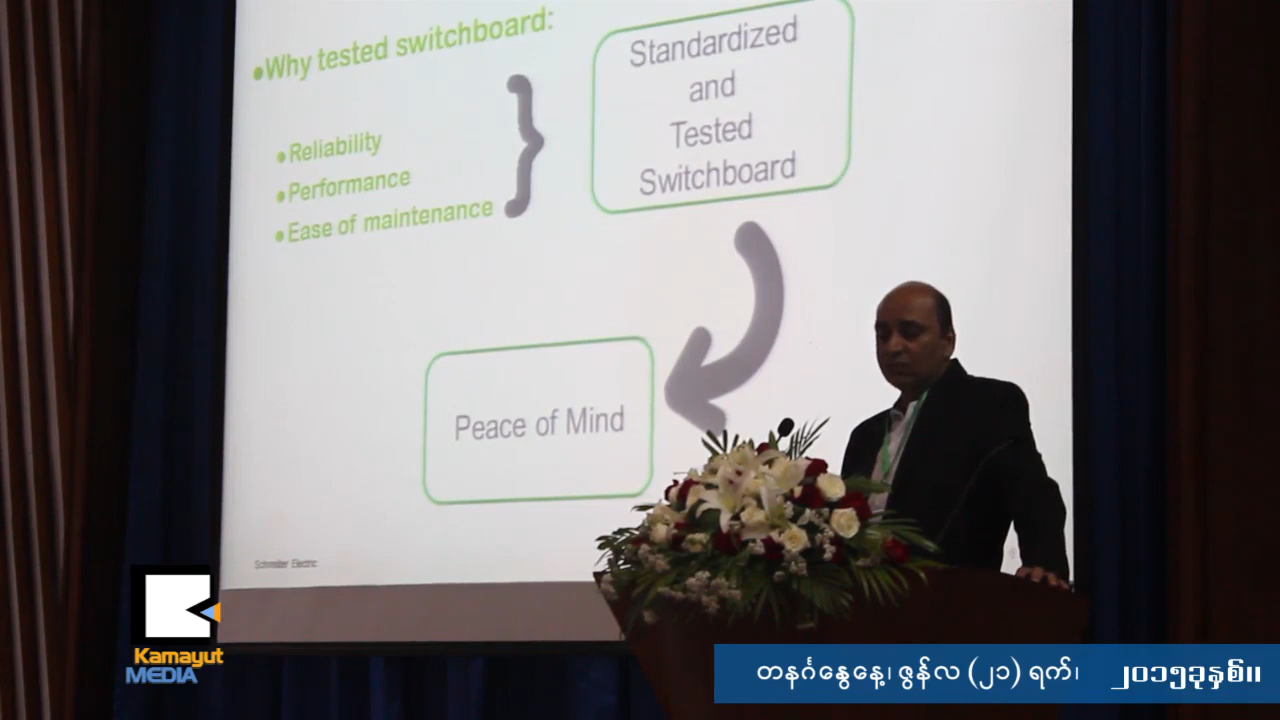 •Why tested switchboard:
•Reliability
•Performance
•Ease of maintenance
Standardized
and
Tested
Switchboard
Peace of Mind
Schneider Electric
Kamayut
MEDIA
တနင်္ဂနွေနေ့၊ ဇွန်လ (၂၁) ရက်၊ ၂၀၁၅ခုနှစ်။